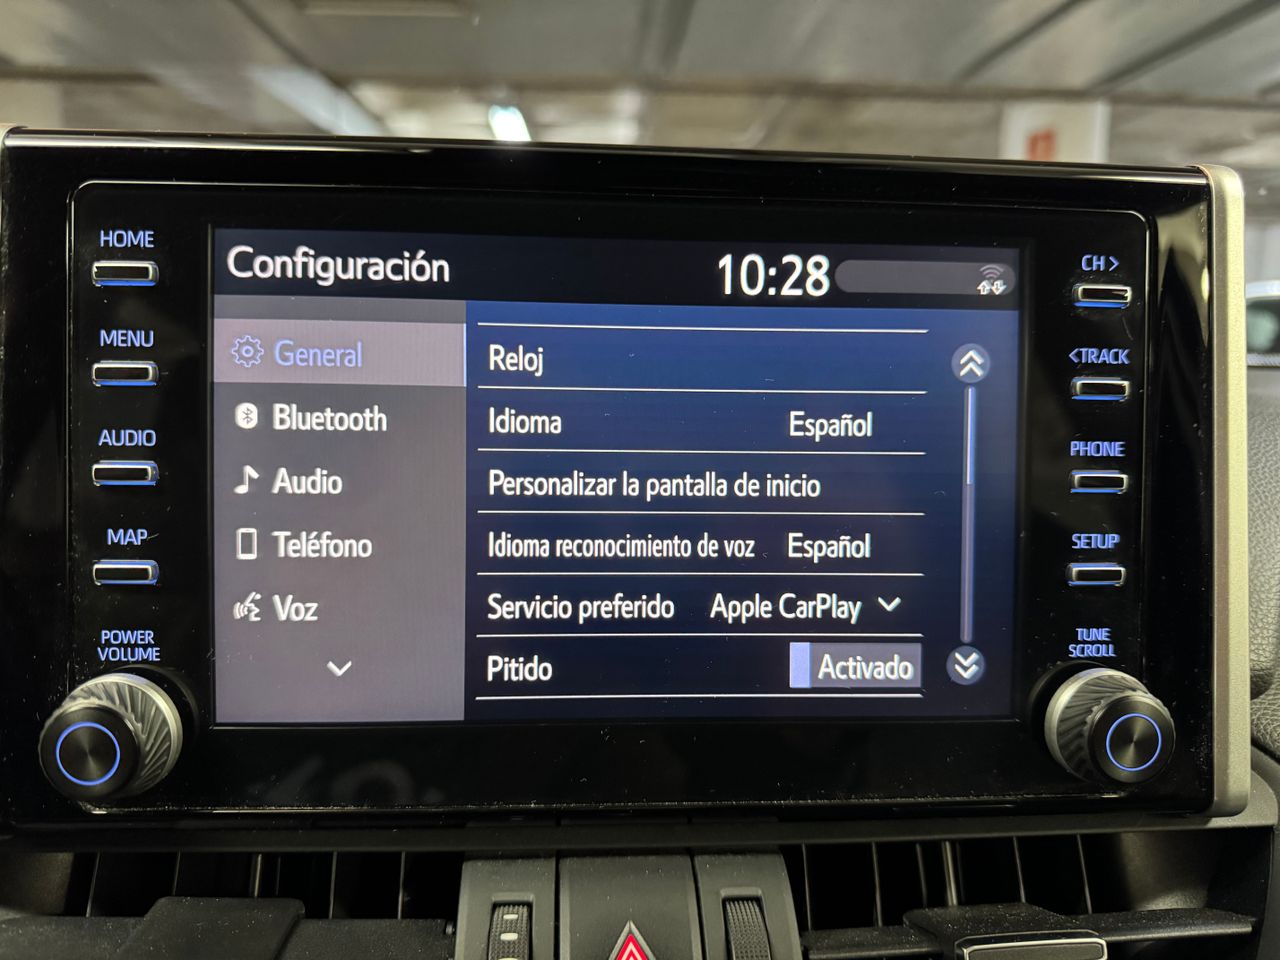 HOME
MENU
AUDIO
MAP
POWER
VOLUME
Configuración
10:28
General
Bluetooth
Audio
Teléfono
Voz
Reloj
Idioma Español
Personalizar la pantalla de inicio
Idioma reconocimiento de voz Español
Servicio preferido Apple CarPlay
Pitido Activado
CH>
<TRACK
PHONE
SETUP
TUNE
SCROLL